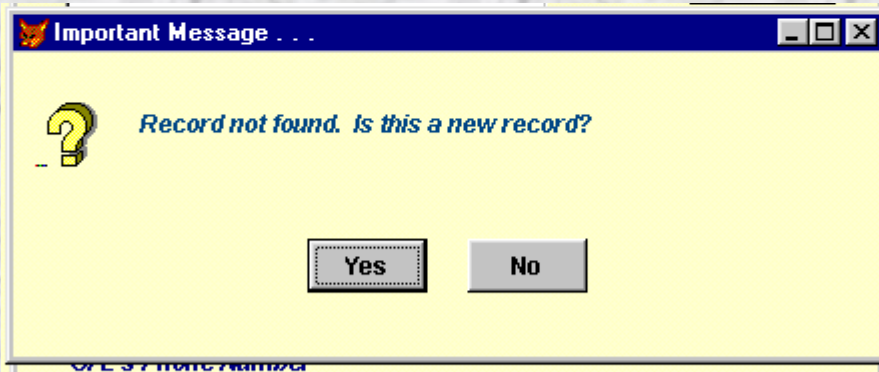 Important Message . . .
Record not found. Is this a new record?
Yes No